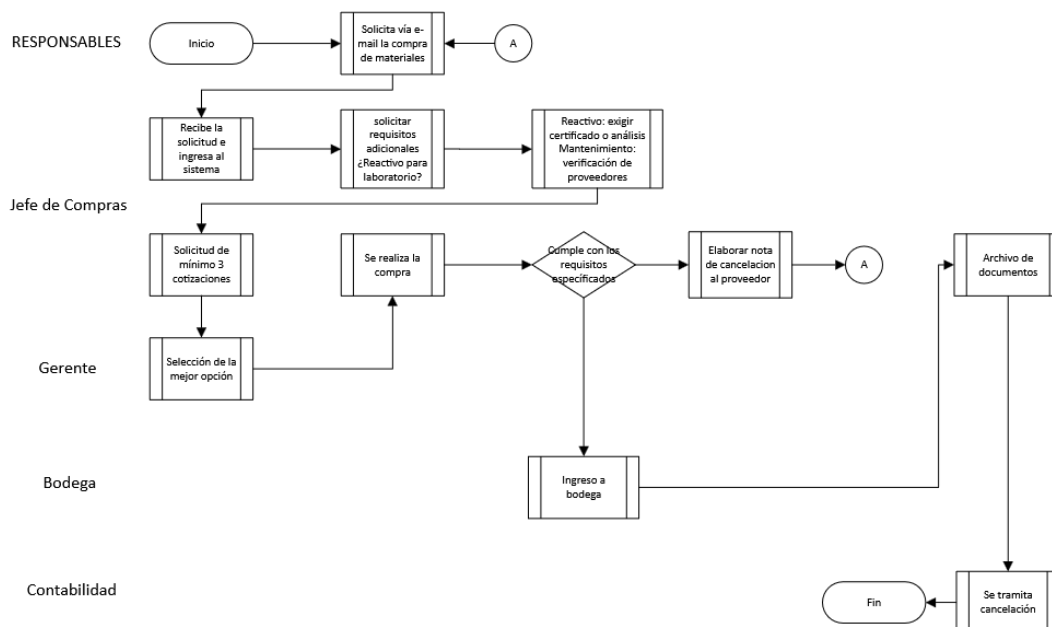 RESPONSABLES
Inicio
Solicita vía e-
mail la compra
de materiales
A
Recibe la
solicitud e
ingresa al
sistema
solicitar
requisitos
adicionales
¿Reactivo para
laboratorio?
Reactivo: exigir
certificado o análisis
Mantenimiento:
verificación de
proveedores
Jefe de Compras
Solicitud de
mínimo 3
cotizaciones
Se realiza la
compra
Cumple con los
requisitos
específicados
Elaborar nota
de cancelacion
al proveedor
A
Archivo de
documentos
Gerente
Selección de la
mejor opción
Bodega
Ingreso a
bodega
Contabilidad
Fin
Se tramita
cancelación